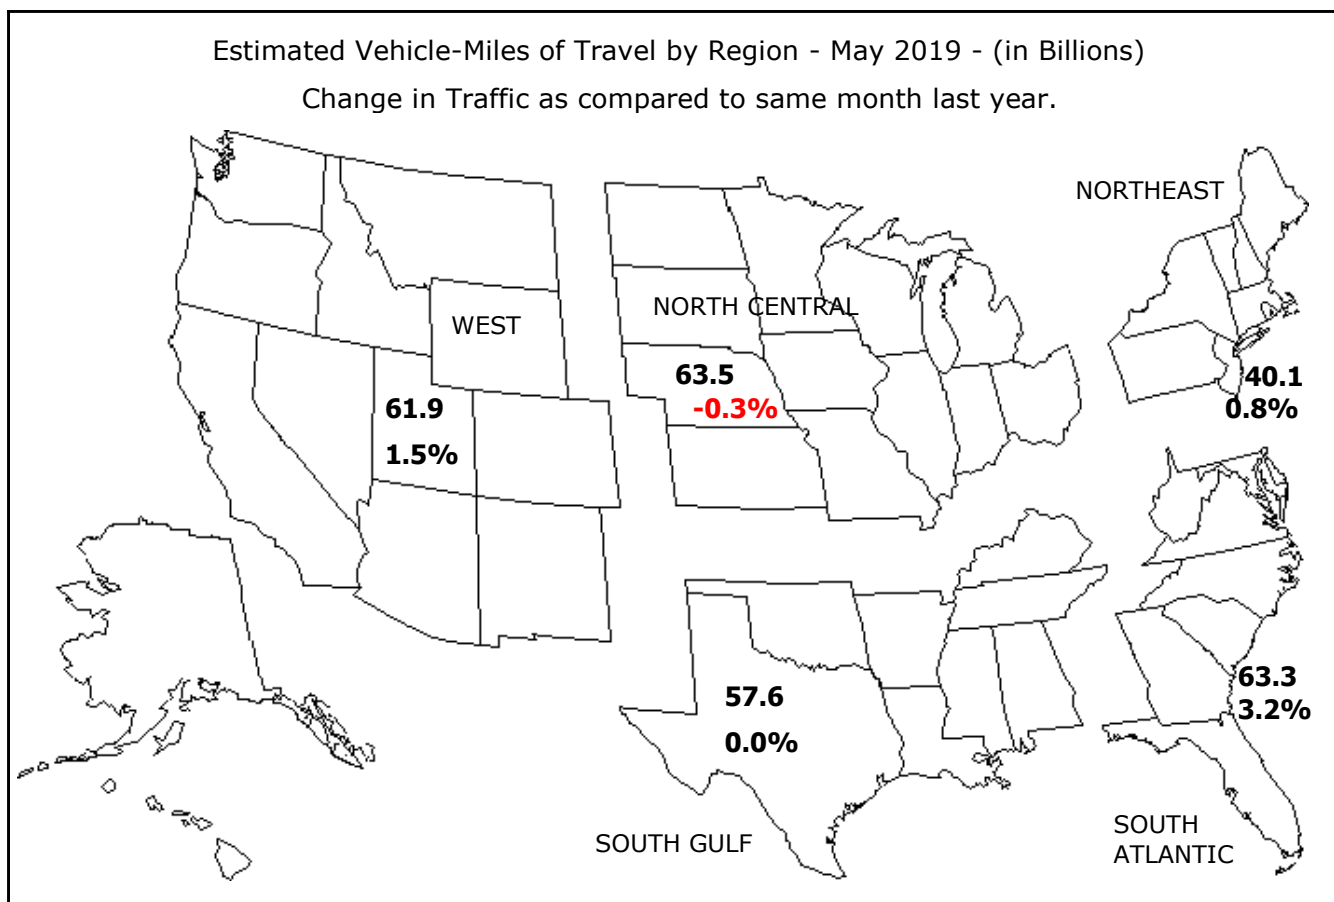 Estimated Vehicle-Miles of Travel by Region - May 2019 - (in Billions)
Change in Traffic as compared to same month last year.
NORTHEAST
40.1
0.8%
NORTH CENTRAL
63.5
-0.3%
WEST
61.9
1.5%
57.6
0.0%
SOUTH GULF
63.3
3.2%
SOUTH
ATLANTIC